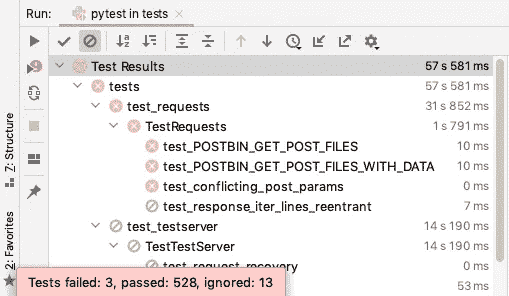 Run:
pytest in tests
Test Results 57 s 581 ms
tests 57 s 581 ms
test_requests 31 s 852 ms
TestRequests 1 s 791 ms
test_POSTBIN_GET_POST_FILES 10 ms
test_POSTBIN_GET_POST_FILES_WITH_DATA 10 ms
test_conflicting_post_params 0 ms
test_response_iter_lines_reentrant 7 ms
test_testserver 14 s 190 ms
TestTestServer 14 s 190 ms
test_request_recovery 0 ms
53 ms
Tests failed: 3, passed: 528, ignored: 13
7: Structure
2: Favorites